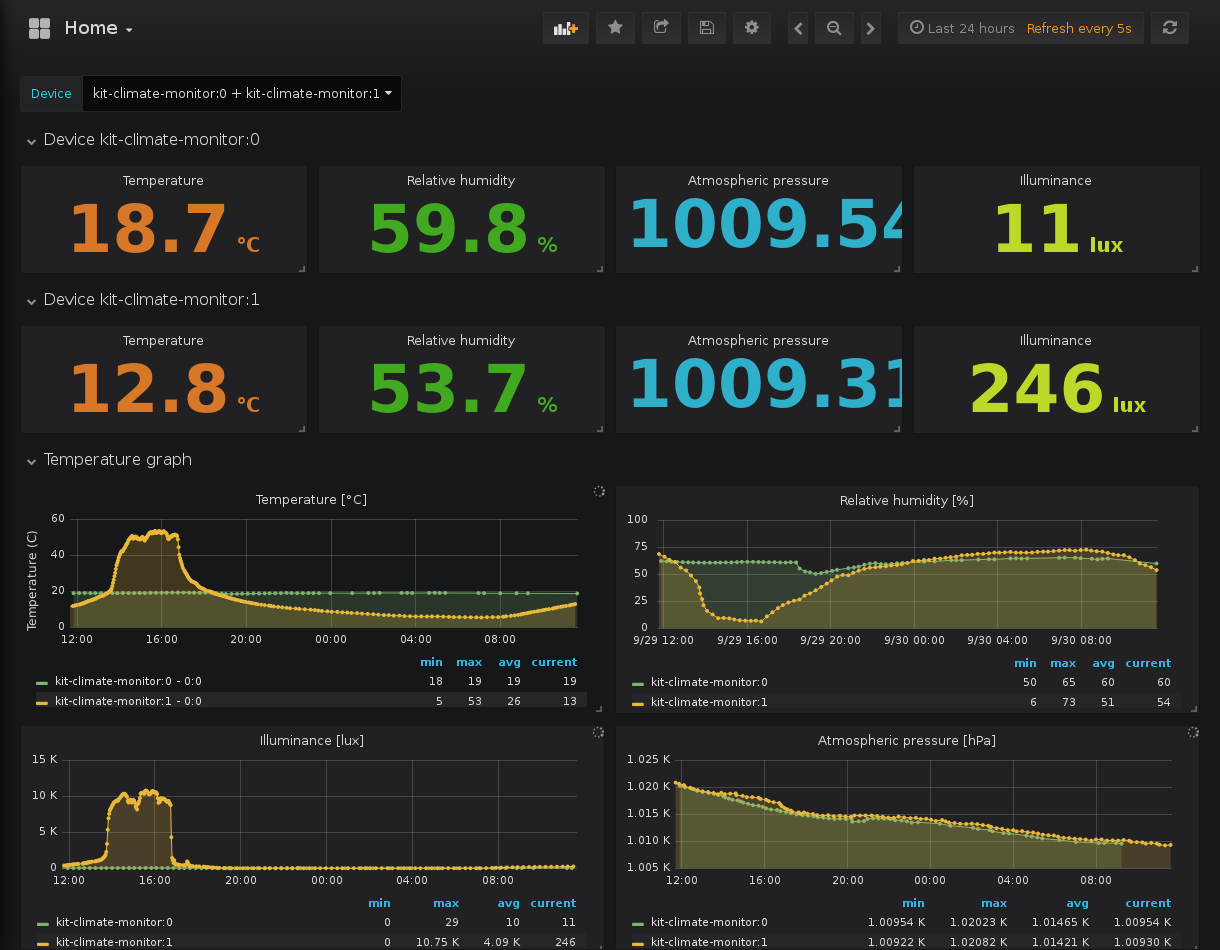 Home
Last 24 hours Refresh every 5s
Device kit-climate-monitor:0 + kit-climate-monitor:1
Device kit-climate-monitor:0
Temperature Relative humidity Atmospheric pressure Illuminance
18.7 °C 59.8 % 1009.54 11 lux
Device kit-climate-monitor:1
Temperature Relative humidity Atmospheric pressure Illuminance
12.8 °C 53.7 % 1009.31 246 lux
Temperature graph
Temperature [°C]
Temperature (C)
60
40
20
0
12:00 16:00 20:00 00:00 04:00 08:00
min max avg current
kit-climate-monitor:0 - 0:0 18 19 19 19
kit-climate-monitor:1 - 0:0 5 53 26 13
Relative humidity [%]
100
75
50
25
0
9/29 12:00 9/29 16:00 9/29 20:00 9/30 00:00 9/30 04:00 9/30 08:00
min max avg current
kit-climate-monitor:0 50 65 60 60
kit-climate-monitor:1 6 73 51 54
Illuminance [lux]
15 K
10 K
5 K
0
12:00 16:00 20:00 00:00 04:00 08:00
min max avg current
kit-climate-monitor:0 0 29 10 11
kit-climate-monitor:1 0 10.75 K 4.09 K 246
Atmospheric pressure [hPa]
1.025 K
1.020 K
1.015 K
1.010 K
1.005 K
12:00 16:00 20:00 00:00 04:00 08:00
min max avg current
kit-climate-monitor:0 1.00954 K 1.02023 K 1.01465 K 1.00954 K
kit-climate-monitor:1 1.00922 K 1.02082 K 1.01421 K 1.00930 K